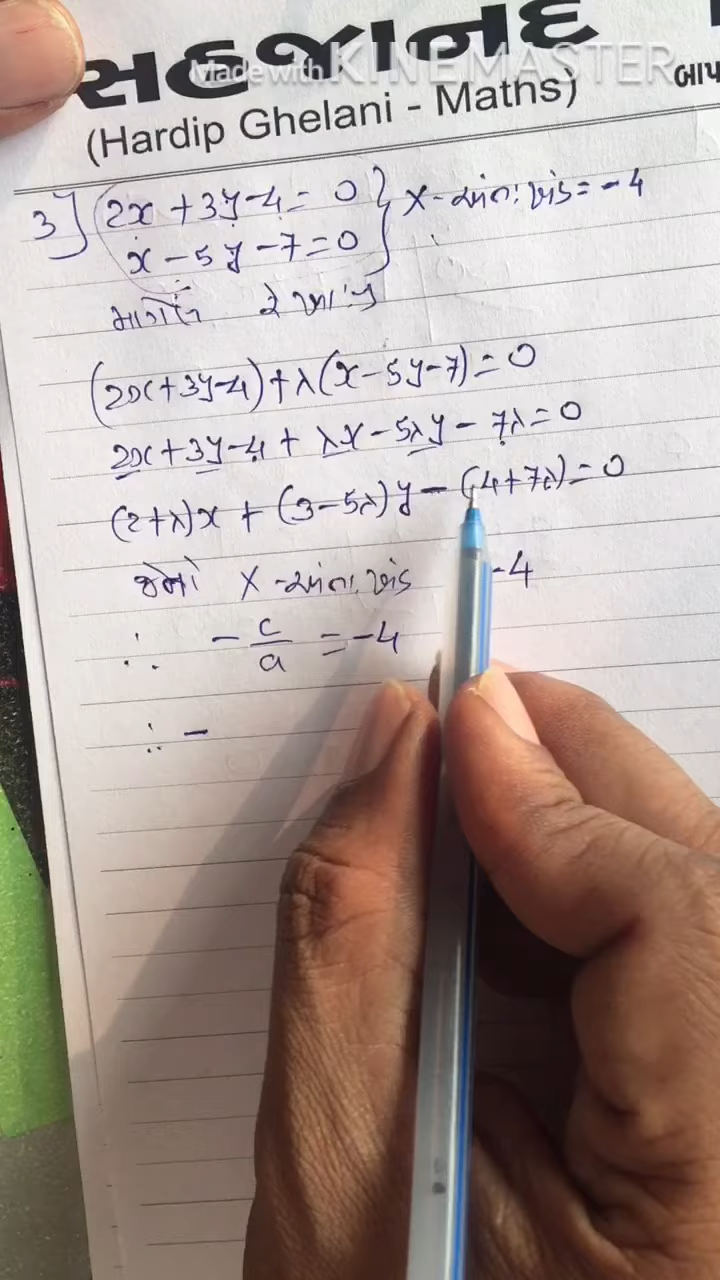 સહજાનંદ
Made with KINEMASTER
(Hardip Ghelani - Maths)
3] 2x + 3y - 4 = 0 } x - અંતઃખંડ = - 4
x - 5y - 7 = 0
માંગેલ રેખાનું
(2x + 3y - 4) + λ(x - 5y - 7) = 0
2x + 3y - 4 + λx - 5λy - 7λ = 0
(2+λ)x + (3 - 5λ)y - (4 + 7λ) = 0
જેનો x - અંતઃખંડ -4
∴ - c/a = -4
∴ -